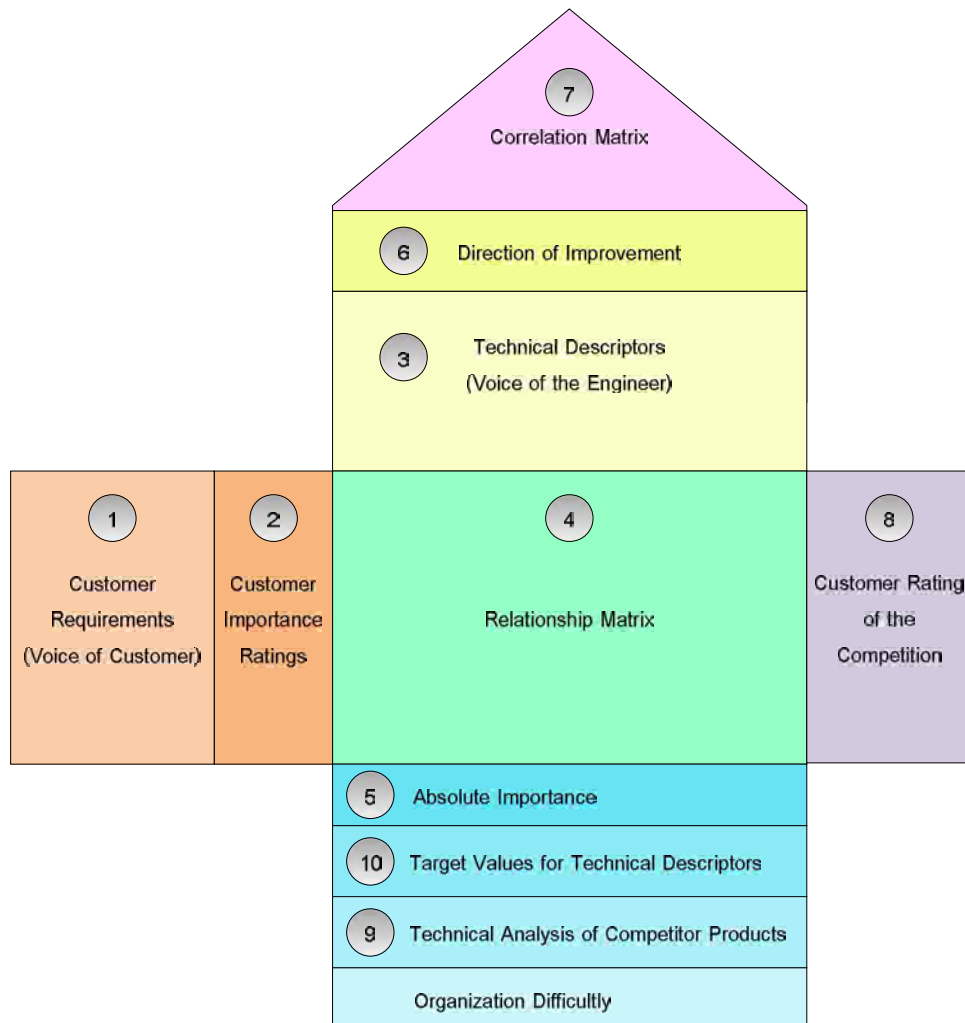 7
Correlation Matrix
6
Direction of Improvement
3
Technical Descriptors
(Voice of the Engineer)
1
Customer
Requirements
(Voice of Customer)
2
Customer
Importance
Ratings
4
Relationship Matrix
8
Customer Rating
of the
Competition
5
Absolute Importance
10
Target Values for Technical Descriptors
9
Technical Analysis of Competitor Products
Organization Difficultly